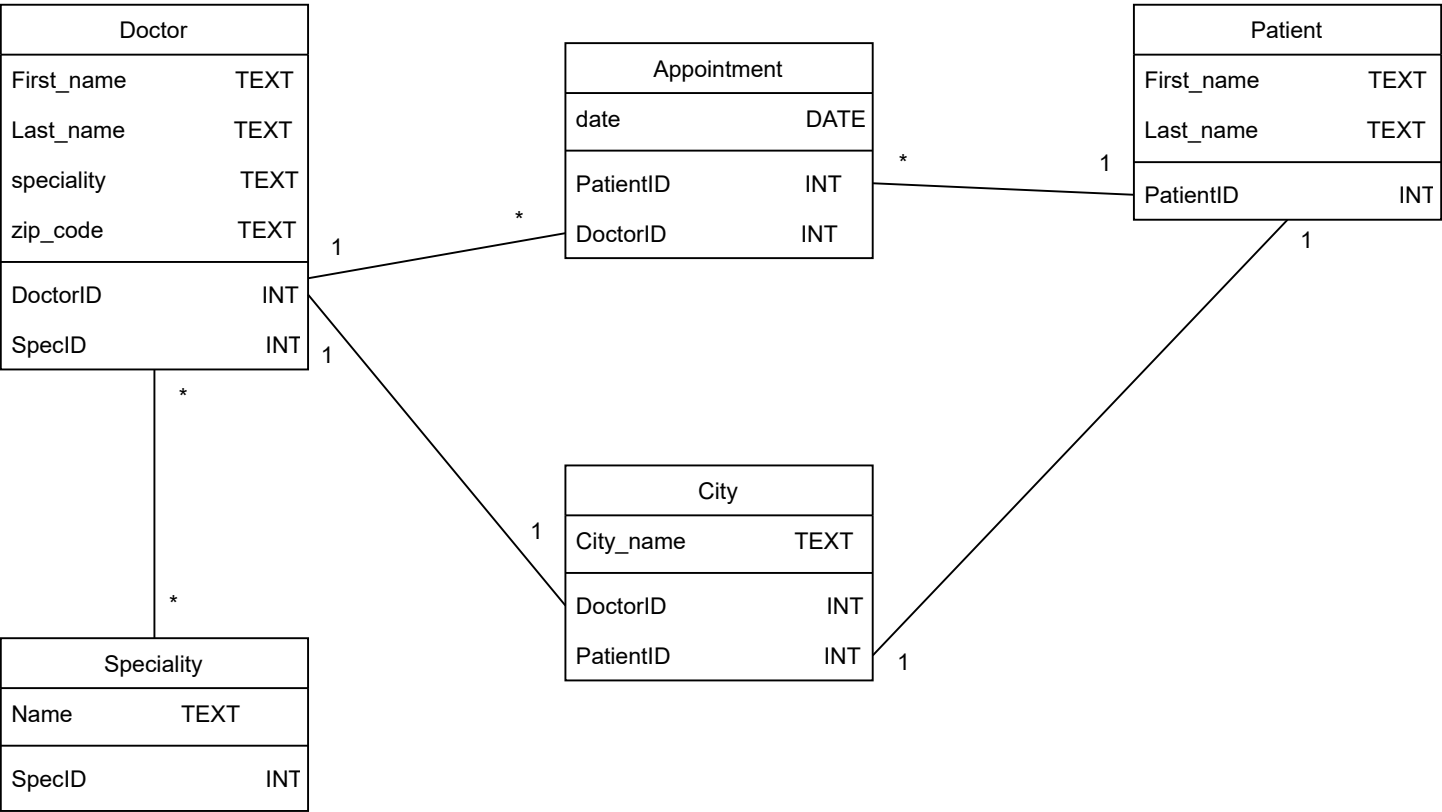 Doctor
First_name TEXT
Last_name TEXT
speciality TEXT
zip_code TEXT
DoctorID INT
SpecID INT
Appointment
date DATE
PatientID INT
DoctorID INT
Patient
First_name TEXT
Last_name TEXT
PatientID INT
1
*
*
1
1
1
1
1
*
*
City
City_name TEXT
DoctorID INT
PatientID INT
Speciality
Name TEXT
SpecID INT